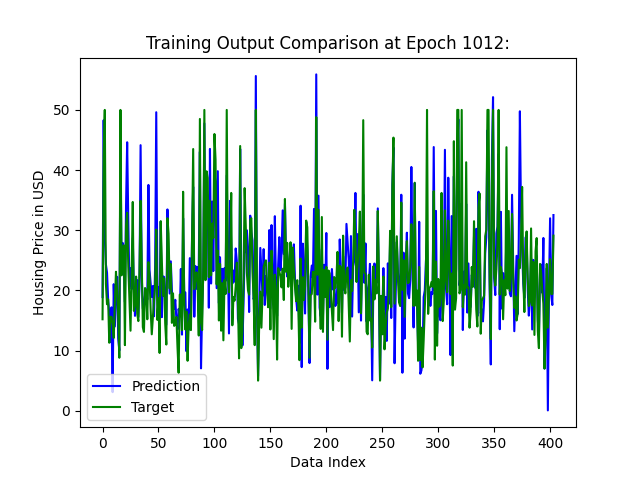 Training Output Comparison at Epoch 1012:
Housing Price in USD
50
40
30
20
10
0
Prediction
Target
0 50 100 150 200 250 300 350 400
Data Index